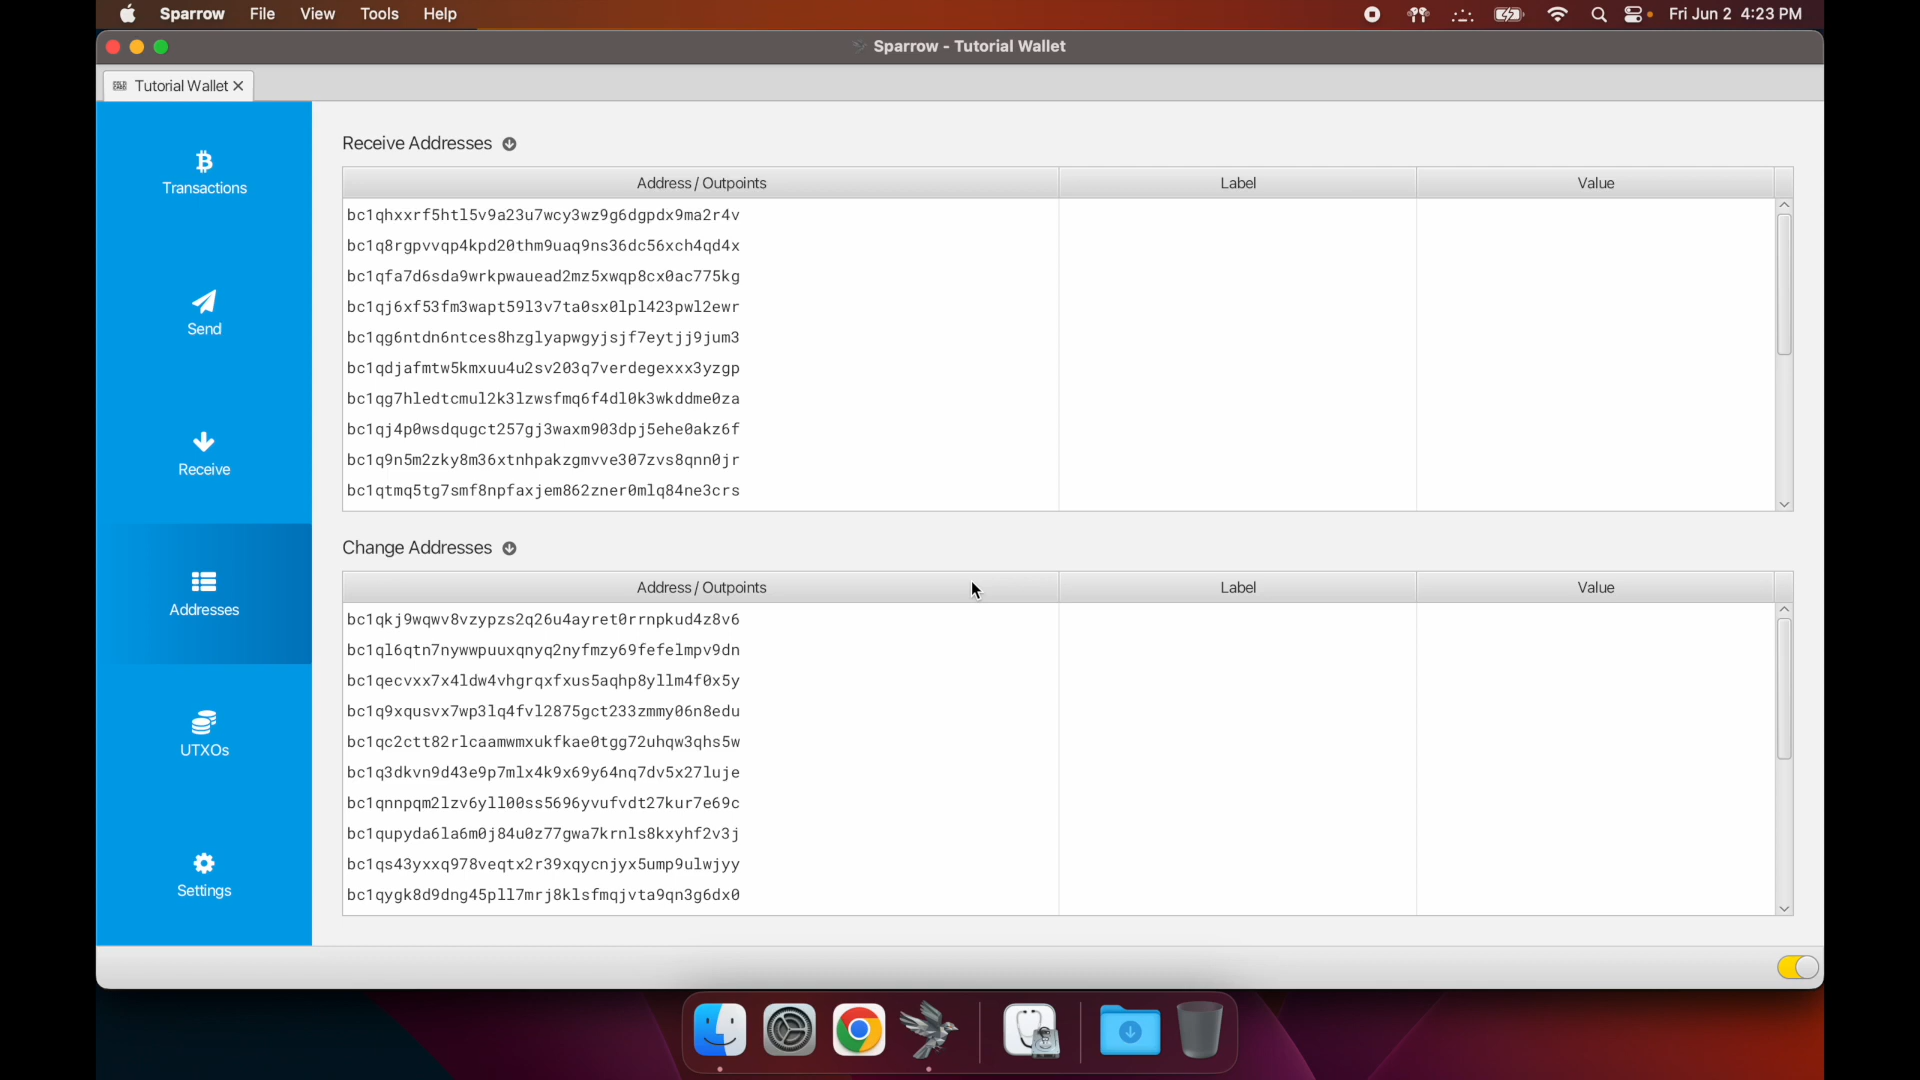 Sparrow File View Tools Help Fri Jun 2 4:23 PM
Sparrow - Tutorial Wallet
Tutorial Wallet
Transactions
Send
Receive
Addresses
UTXOs
Settings
Receive Addresses
Address / Outpoints Label Value
bc1qhxxrf5htl5v9a23u7wcy3wz9g6dgpdx9ma2r4v
bc1q8rgpvvqp4kpd20thm9uaq9ns36dc56xch4qd4x
bc1qfa7d6sda9wrkpwauead2mz5xwqp8cx0ac775kg
bc1qj6xf53fm3wapt59l3v7ta0sx0lpl423pwl2ewr
bc1qg6ntdn6ntces8hzglyapwgyjsjf7eytjj9jum3
bc1qdjafmtw5kmxuu4u2sv203q7verdegexxx3yzgp
bc1qg7hledtcmul2k3lzwsfmq6f4dl0k3wkddme0za
bc1qj4p0wsdqugct257gj3waxm903dpj5ehe0akz6f
bc1q9n5m2zky8m36xtnhpakzgmvve307zvs8qnn0jr
bc1qtmq5tg7smf8npfaxjem862zner0mlq84ne3crs
Change Addresses
Address / Outpoints Label Value
bc1qkj9wqwv8vzypzs2q26u4ayret0rrnpkud4z8v6
bc1ql6qtn7nywwpuuxqnyq2nyfmzy69fefelmpv9dn
bc1qecvxx7x4ldw4vhgrqxfxus5aqhp8yllm4f0x5y
bc1q9xqusvx7wp3lq4fvl2875gct233zmmy06n8edu
bc1qc2ctt82rlcaamwmxukfkae0tgg72uhqw3qhs5w
bc1q3dkvn9d43e9p7mlx4k9x69y64nq7dv5x27luje
bc1qnnpqm2lzv6yll00ss5696yvufvdt27kur7e69c
bc1qupyda6la6m0j84u0z77gwa7krnls8kxyhf2v3j
bc1qs43yxxq978veqtx2r39xqycnjyx5ump9ulwjyy
bc1qygk8d9dng45pll7mrj8klsfmqjvta9qn3g6dx0